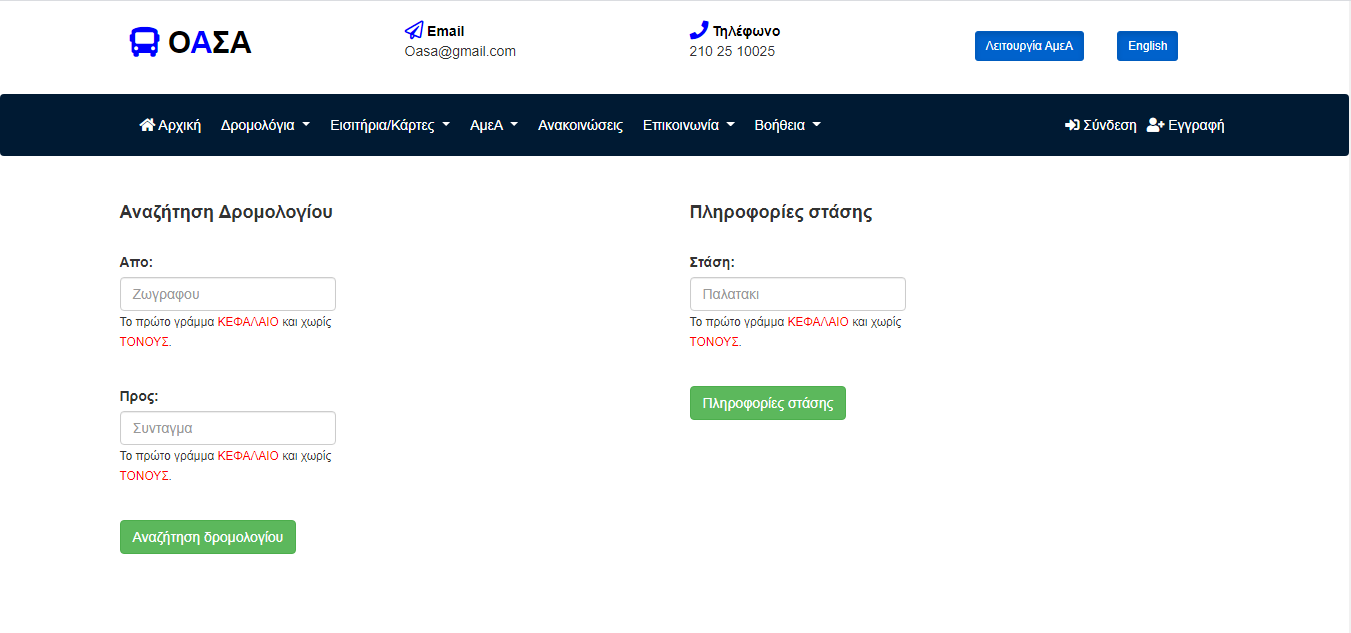 ΟΑΣΑ
Email
Oasa@gmail.com
Τηλέφωνο
210 25 10025
Λειτουργία ΑμεΑ
English
Αρχική Δρομολόγια Εισιτήρια/Κάρτες ΑμεΑ Ανακοινώσεις Επικοινωνία Βοήθεια Σύνδεση Εγγραφή
Αναζήτηση Δρομολογίου
Απο:
Ζωγραφου
Το πρώτο γράμμα ΚΕΦΑΛΑΙΟ και χωρίς
ΤΟΝΟΥΣ.
Προς:
Συνταγμα
Το πρώτο γράμμα ΚΕΦΑΛΑΙΟ και χωρίς
ΤΟΝΟΥΣ.
Αναζήτηση δρομολογίου
Πληροφορίες στάσης
Στάση:
Παλατακι
Το πρώτο γράμμα ΚΕΦΑΛΑΙΟ και χωρίς
ΤΟΝΟΥΣ.
Πληροφορίες στάσης